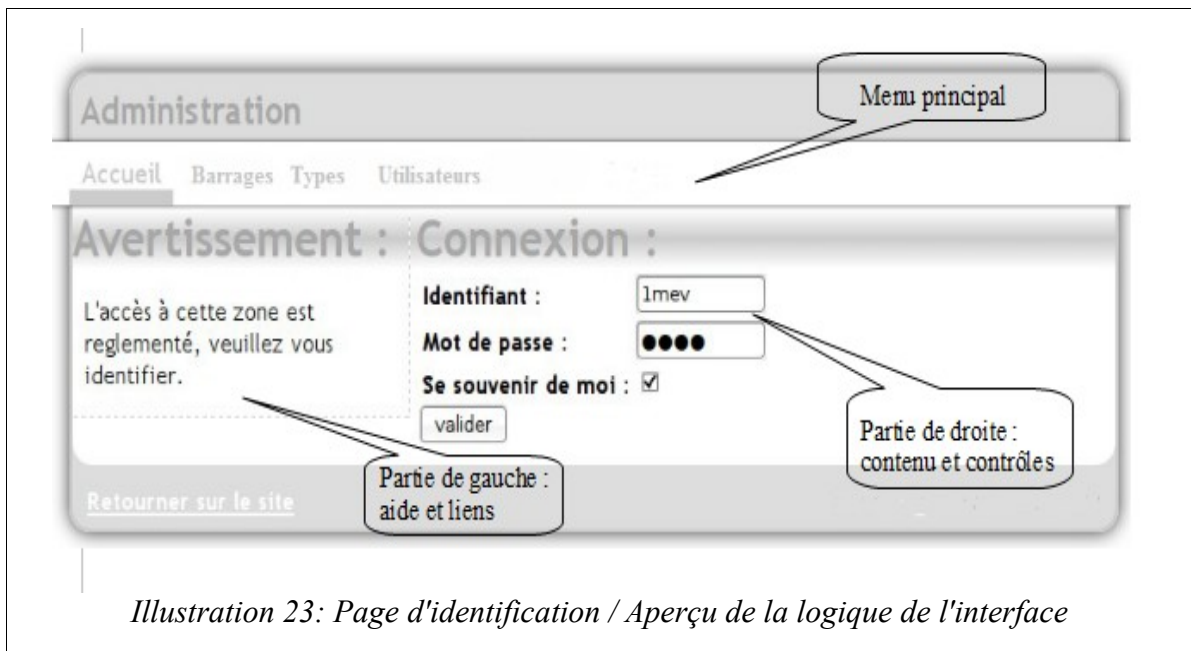 Administration
Menu principal
Accueil Barrages Types Utilisateurs
Avertissement : Connexion :
L'accès à cette zone est
reglementé, veuillez vous
identifier.
Identifiant : 1mev
Mot de passe : ●●●●
Se souvenir de moi :
valider
Partie de droite :
contenu et contrôles
Partie de gauche :
aide et liens
Retourner sur le site
Illustration 23: Page d'identification / Aperçu de la logique de l'interface